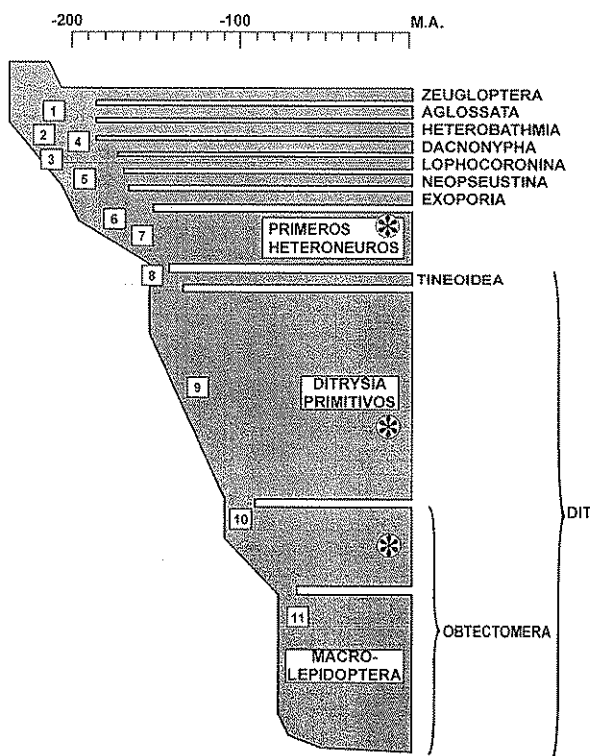 -200
-100
M.A.
ZEUGLOPTERA
AGLOSSATA
HETEROBATHMIA
DACNONYPHA
LOPHOCORONINA
NEOPSEUSTINA
EXOPORIA
1
2
4
3
5
6
7
PRIMEROS
HETERONEUROS
8
TINEOIDEA
9
DITRYSIA
PRIMITIVOS
10
DIT
11
OBTECTOMERA
MACRO-
LEPIDOPTERA